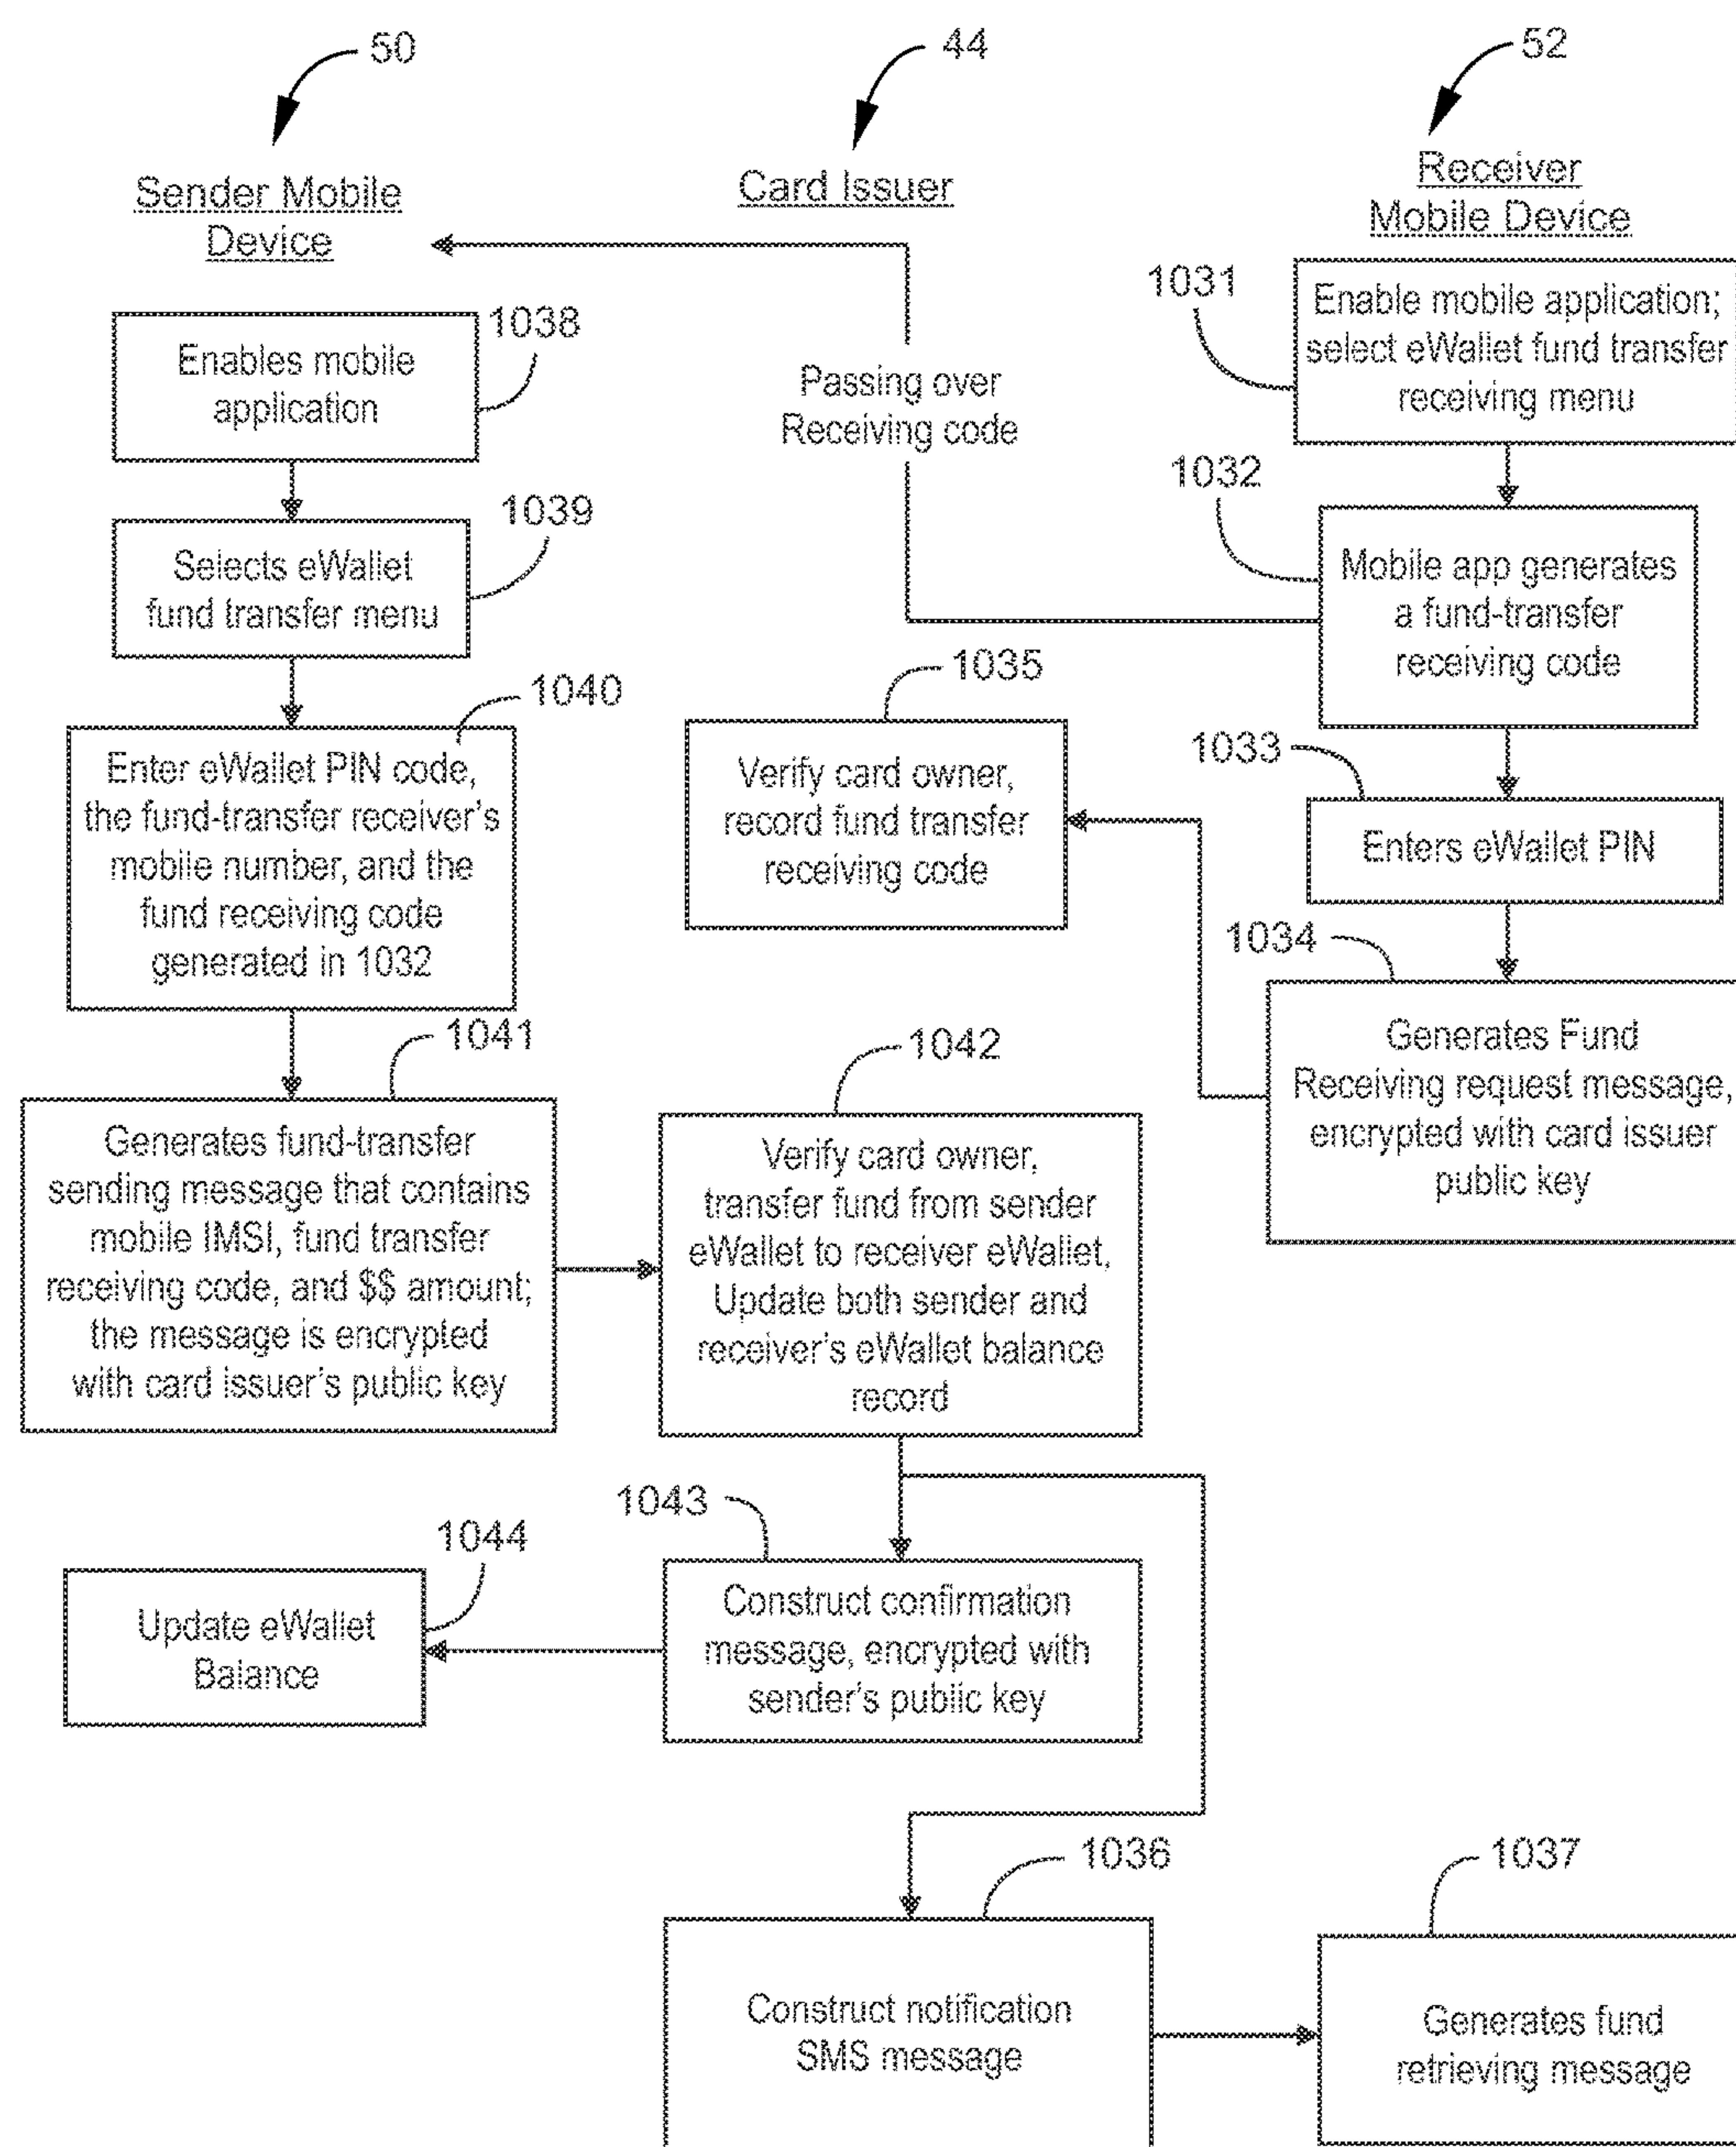 50
44
52
Sender Mobile
Device
Card Issuer
Receiver
Mobile Device
1038
Enables mobile
application
Passing over
Receiving code
1031
Enable mobile application;
select eWallet fund transfer
receiving menu
1039
Selects eWallet
fund transfer menu
1032
Mobile app generates
a fund-transfer
receiving code
1040
Enter eWallet PIN code,
the fund-transfer receiver's
mobile number, and the
fund receiving code
generated in 1032
1035
Verify card owner,
record fund transfer
receiving code
1033
Enters eWallet PIN
1034
Generates Fund
Receiving request message,
encrypted with card issuer
public key
1041
Generates fund-transfer
sending message that contains
mobile IMSI, fund transfer
receiving code, and $$ amount;
the message is encrypted
with card issuer's public key
1042
Verify card owner,
transfer fund from sender
eWallet to receiver eWallet,
Update both sender and
receiver's eWallet balance
record
1043
Construct confirmation
message, encrypted with
sender's public key
1044
Update eWallet
Balance
1036
Construct notification
SMS message
1037
Generates fund
retrieving message